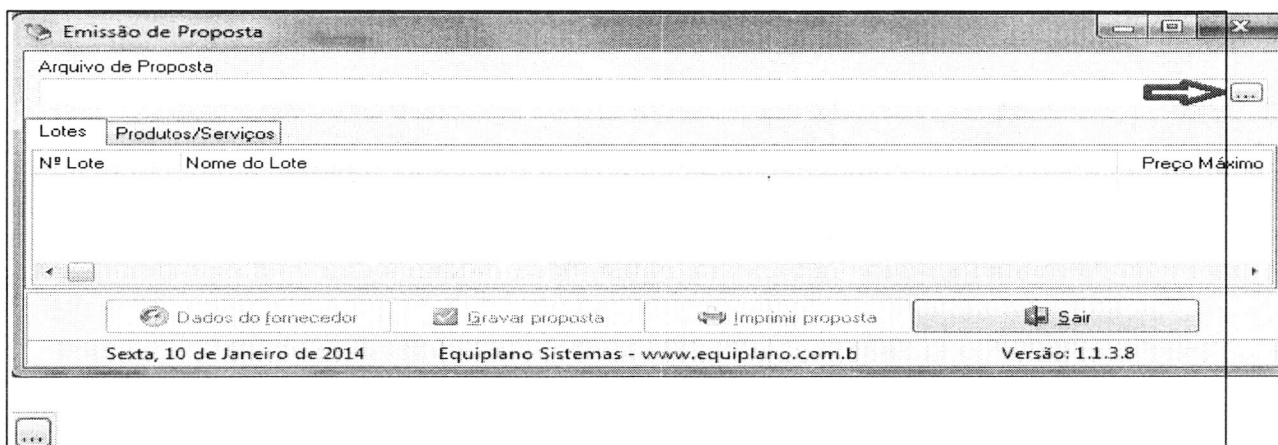 Emissão de Proposta
Arquivo de Proposta
...
Lotes Produtos/Serviços
Nº Lote Nome do Lote Preço Máximo
Dados do fornecedor Gravar proposta Imprimir proposta Sair
Sexta, 10 de Janeiro de 2014 Equiplano Sistemas - www.equiplano.com.b Versão: 1.1.3.8
...